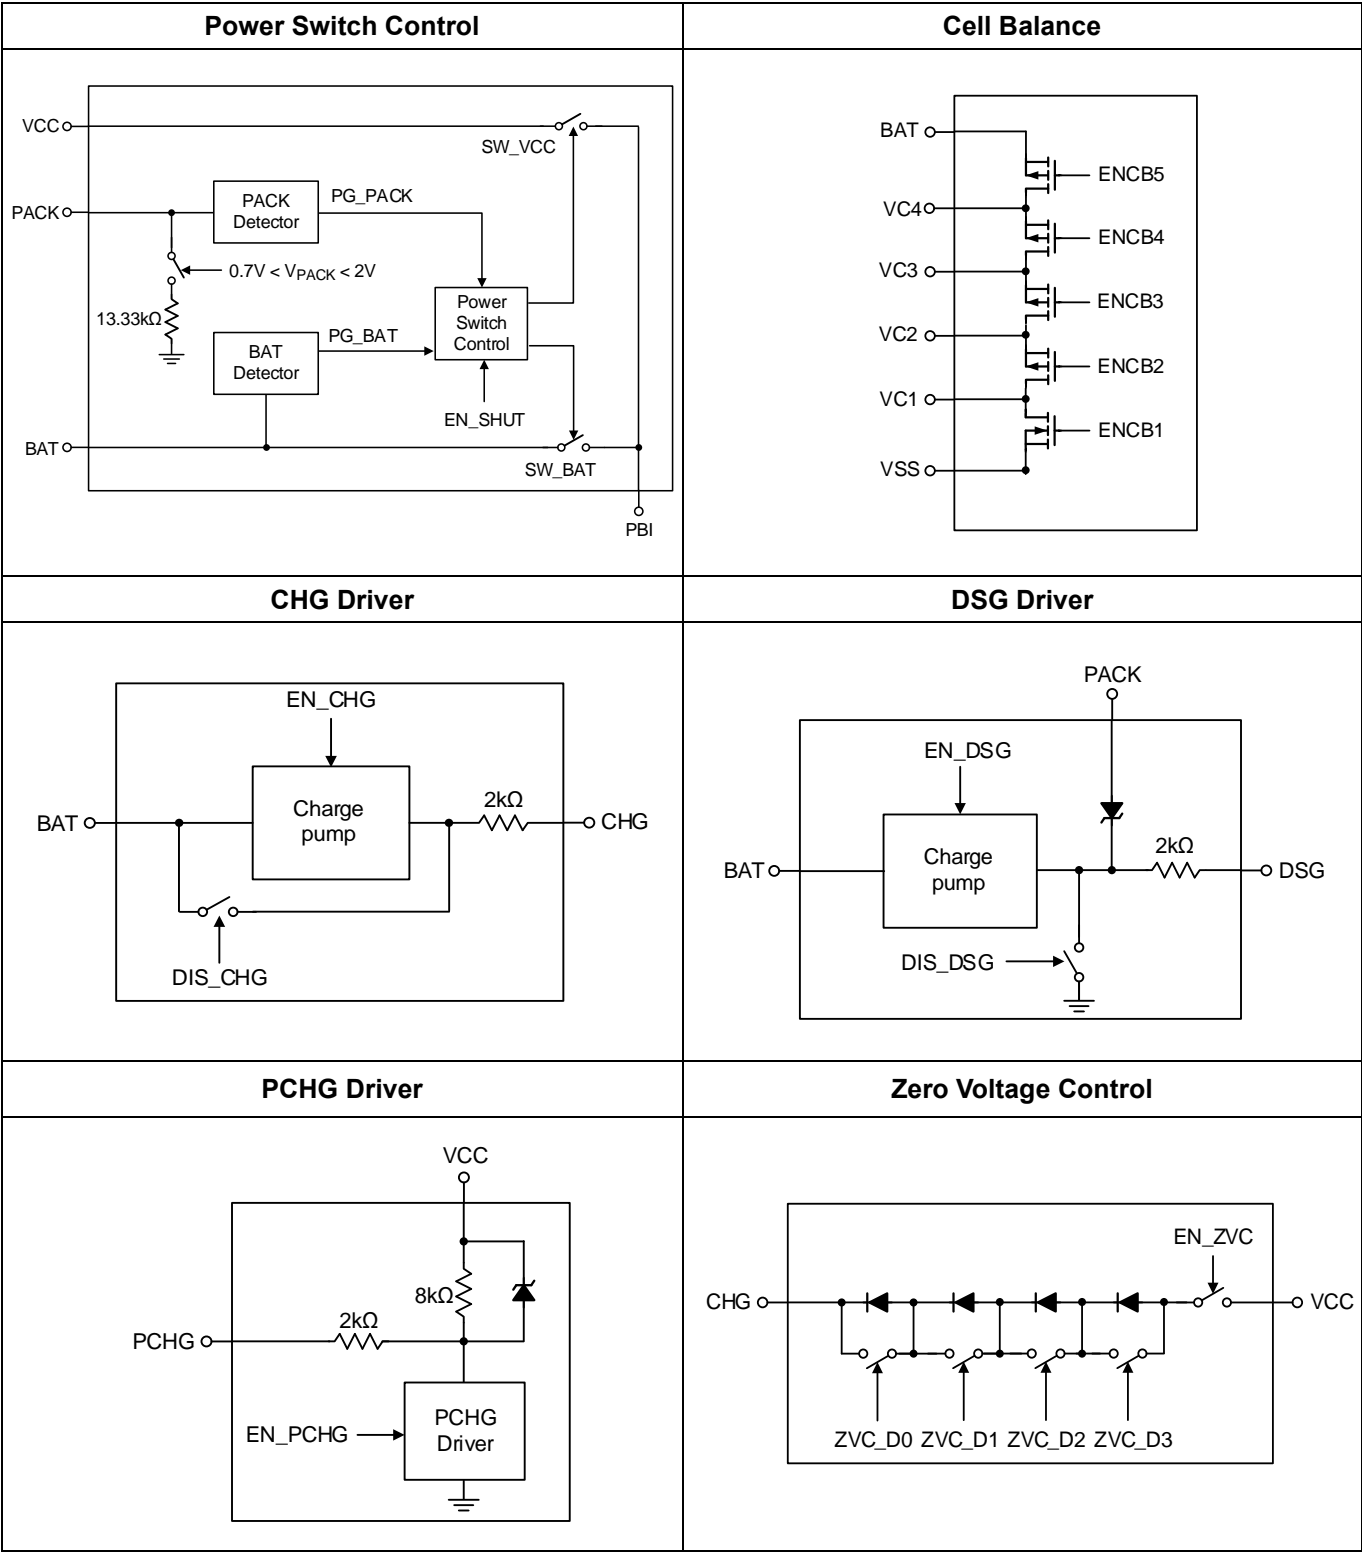 Power Switch Control
Cell Balance
VCC
SW_VCC
PACK
PACK
Detector
PG_PACK
0.7V < VPACK < 2V
13.33kΩ
Power
Switch
Control
BAT
Detector
PG_BAT
EN_SHUT
BAT
SW_BAT
PBI
BAT
ENCB5
VC4
ENCB4
VC3
ENCB3
VC2
ENCB2
VC1
ENCB1
VSS
CHG Driver
DSG Driver
EN_CHG
BAT
Charge
pump
2kΩ
CHG
DIS_CHG
PACK
EN_DSG
BAT
Charge
pump
2kΩ
DSG
DIS_DSG
PCHG Driver
Zero Voltage Control
VCC
8kΩ
2kΩ
PCHG
EN_PCHG
PCHG
Driver
EN_ZVC
CHG
VCC
ZVC_D0 ZVC_D1 ZVC_D2 ZVC_D3